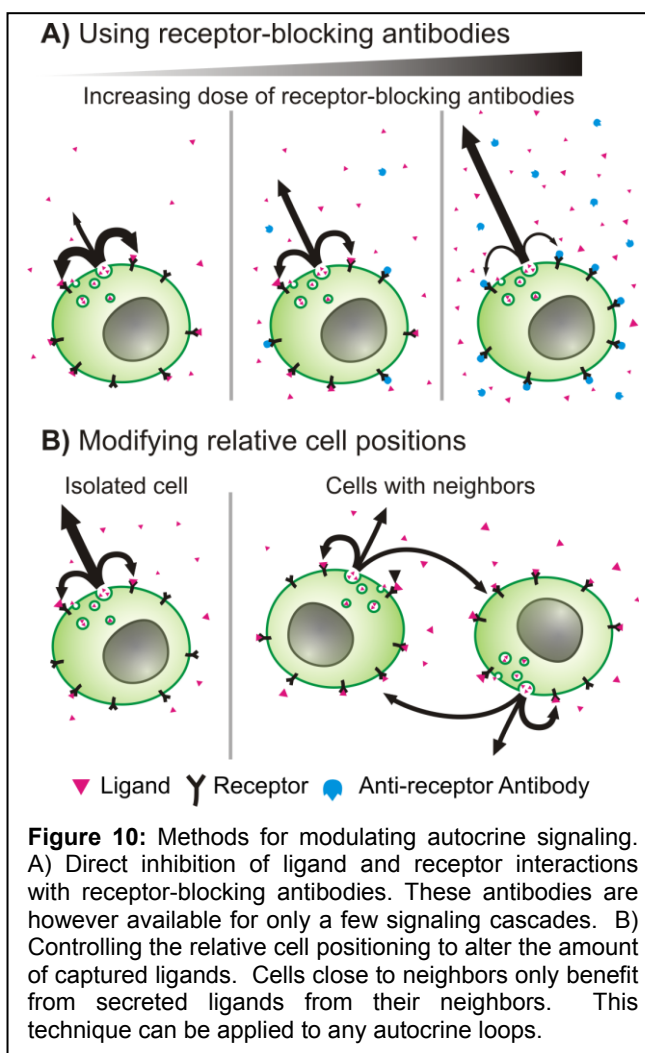 A) Using receptor-blocking antibodies
Increasing dose of receptor-blocking antibodies
B) Modifying relative cell positions
Isolated cell
Cells with neighbors
Ligand Receptor Anti-receptor Antibody
Figure 10: Methods for modulating autocrine signaling.
A) Direct inhibition of ligand and receptor interactions
with receptor-blocking antibodies. These antibodies are
however available for only a few signaling cascades. B)
Controlling the relative cell positioning to alter the amount
of captured ligands. Cells close to neighbors only benefit
from secreted ligands from their neighbors. This
technique can be applied to any autocrine loops.